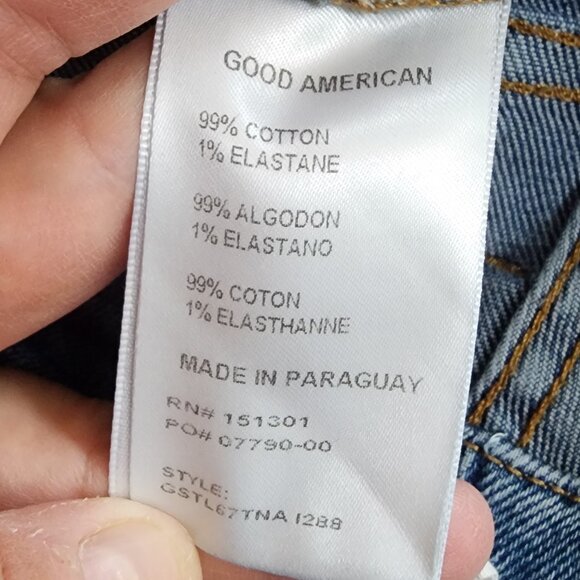 GOOD AMERICAN
99% COTTON
1% ELASTANE
99% ALGODON
1% ELASTANO
99% COTON
1% ELASTHANNE
MADE IN PARAGUAY
RN# 151301
PO# 07790-00
STYLE:
GSTL67TNA I288